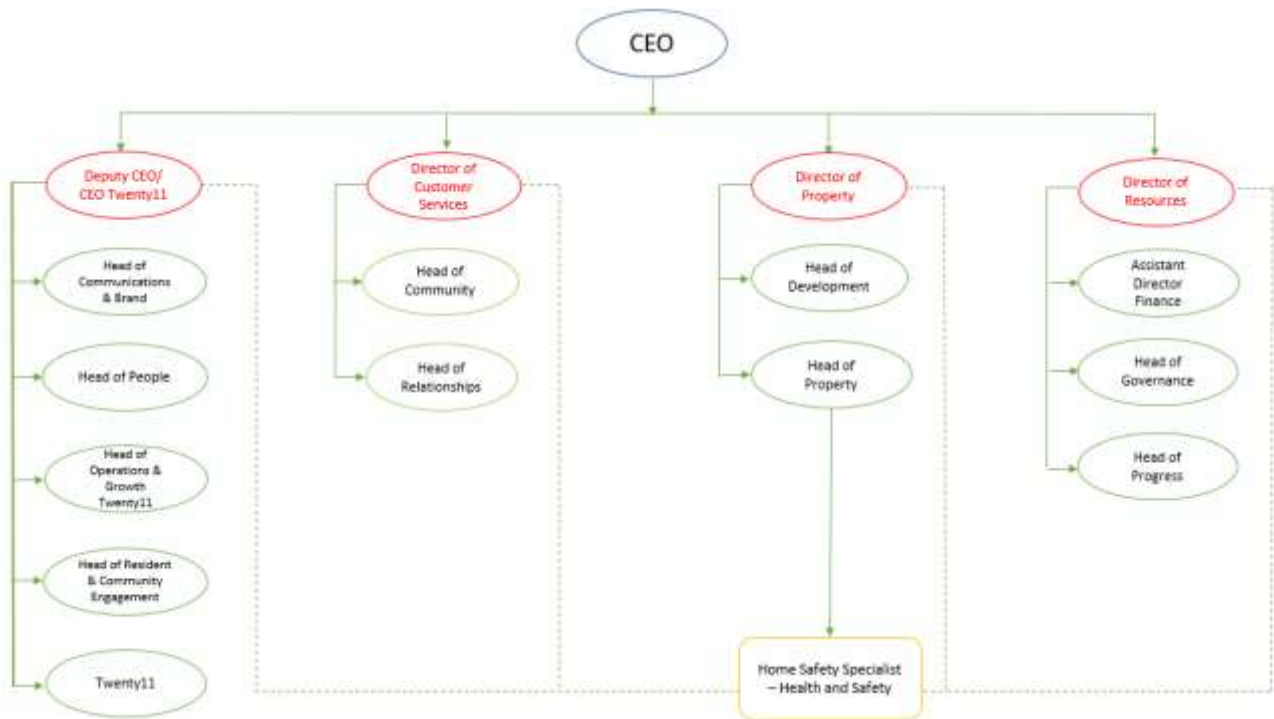 CEO
Deputy CEO/
CEO Twenty11
Director of
Customer
Services
Director of
Property
Director of
Resources
Head of
Communications
& Brand
Head of
Community
Head of
Development
Assistant
Director
Finance
Head of People
Head of
Relationships
Head of
Property
Head of
Governance
Head of
Operations &
Growth
Twenty11
Head of
Progress
Head of Resident
& Community
Engagement
Twenty11
Home Safety Specialist
– Health and Safety